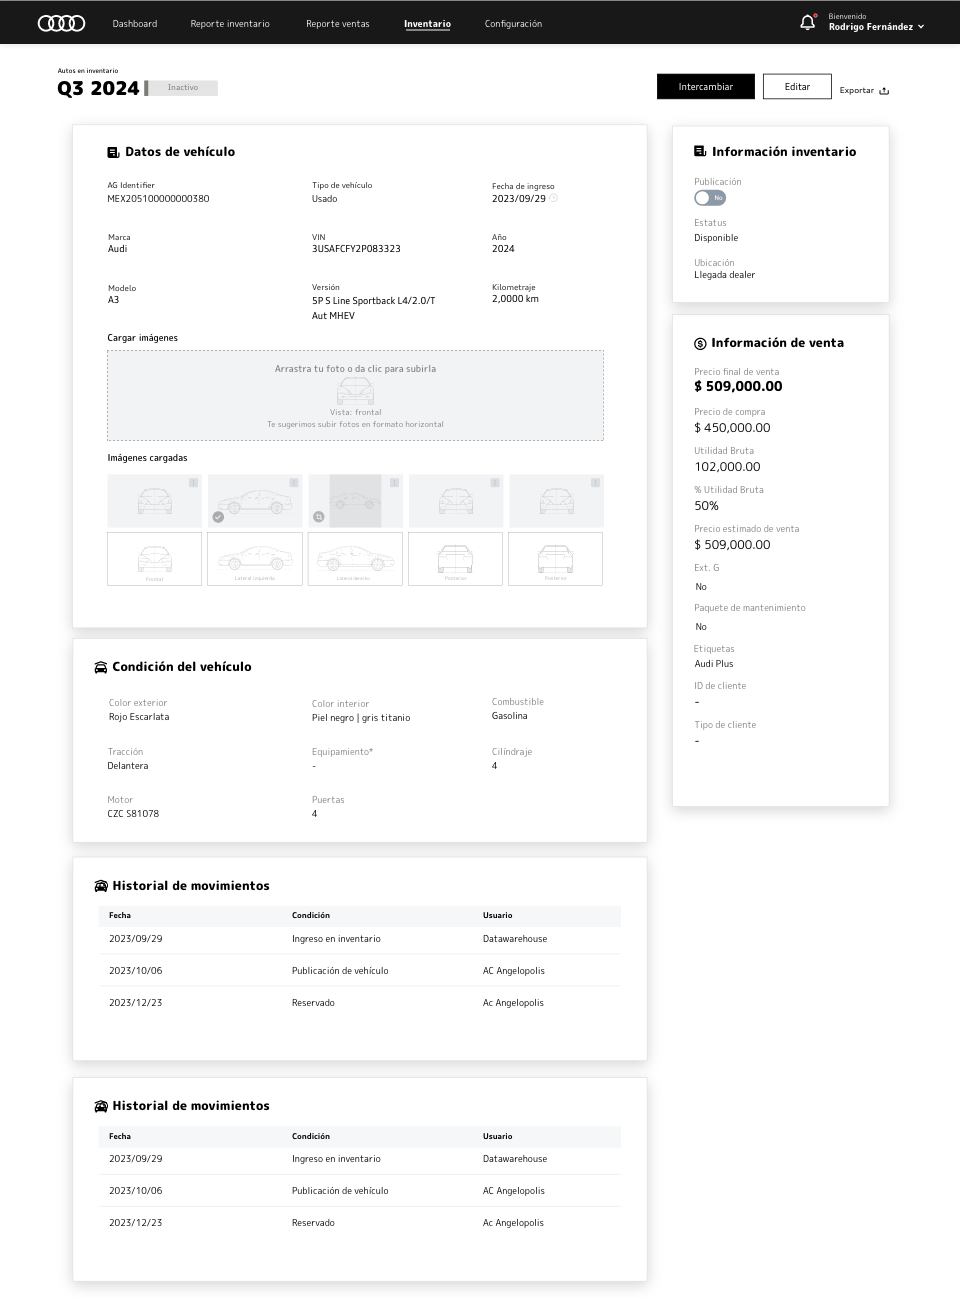 Dashboard
Reporte inventario
Reporte ventas
Inventario
Configuración
Bienvenido
Rodrigo Fernández
Autos en inventario
Q3 2024
Inactivo
Intercambiar
Editar
Exportar
Datos de vehículo
AG Identifier
MEX205100000000380
Tipo de vehículo
Usado
Fecha de ingreso
2023/09/29
Marca
Audi
VIN
3USAFCFY2P083323
Año
2024
Modelo
A3
Versión
5P S Line Sportback L4/2.0/T
Aut MHEV
Kilometraje
2,0000 km
Cargar imágenes
Arrastra tu foto o da clic para subirla
Vista: frontal
Te sugerimos subir fotos en formato horizontal
Imágenes cargadas
Frontal
Lateral izquierdo
Lateral derecho
Posterior
Posterior
Condición del vehículo
Color exterior
Rojo Escarlata
Color interior
Piel negro | gris titanio
Combustible
Gasolina
Tracción
Delantera
Equipamiento*
-
Cilíndraje
4
Motor
CZC S81078
Puertas
4
Historial de movimientos
Fecha Condición Usuario
2023/09/29 Ingreso en inventario Datawarehouse
2023/10/06 Publicación de vehículo AC Angelopolis
2023/12/23 Reservado Ac Angelopolis
Historial de movimientos
Fecha Condición Usuario
2023/09/29 Ingreso en inventario Datawarehouse
2023/10/06 Publicación de vehículo AC Angelopolis
2023/12/23 Reservado Ac Angelopolis
Información inventario
Publicación
No
Estatus
Disponible
Ubicación
Llegada dealer
Información de venta
Precio final de venta
$ 509,000.00
Precio de compra
$ 450,000.00
Utilidad Bruta
102,000.00
% Utilidad Bruta
50%
Precio estimado de venta
$ 509,000.00
Ext. G
No
Paquete de mantenimiento
No
Etiquetas
Audi Plus
ID de cliente
-
Tipo de cliente
-